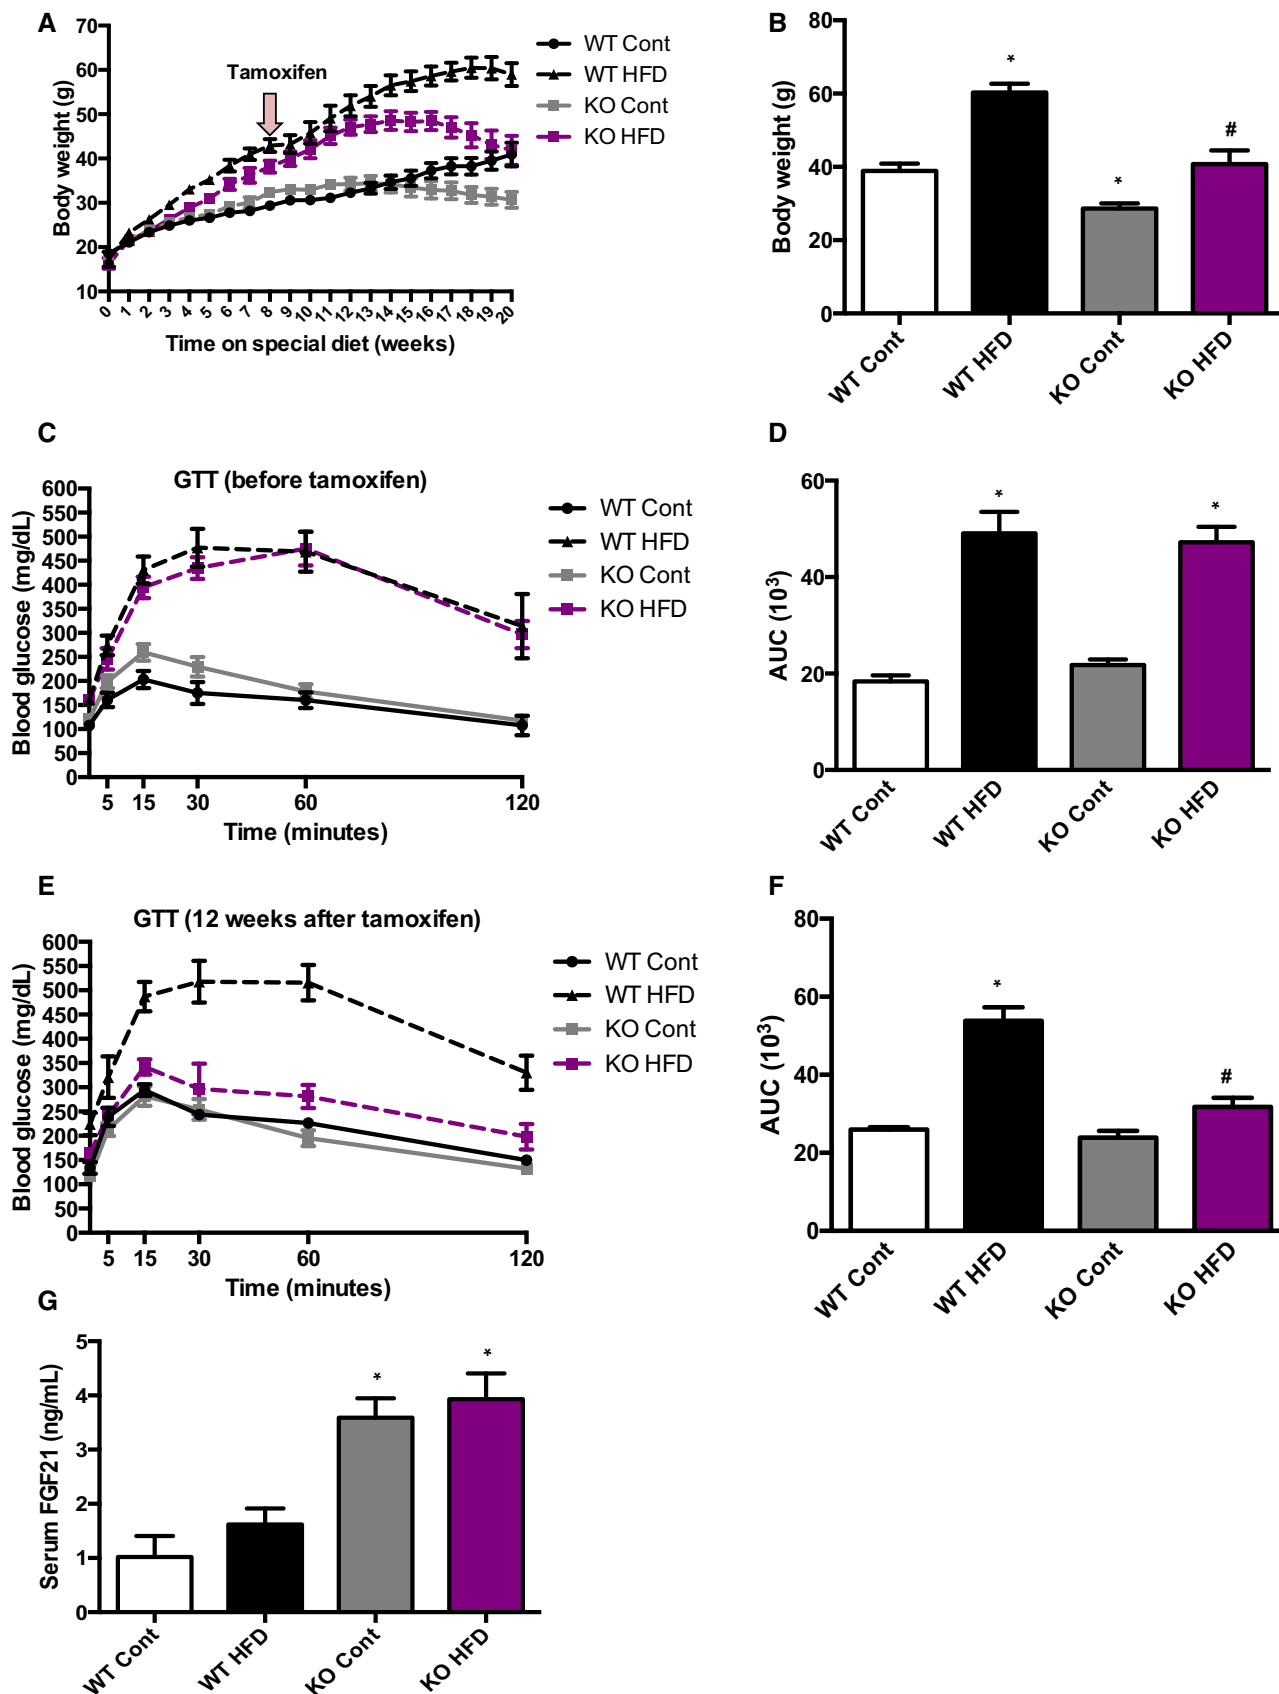 A
70
60
50
40
30
20
10
Body weight (g)
Tamoxifen
0 1 2 3 4 5 6 7 8 9 10 11 12 13 14 15 16 17 18 19 20
Time on special diet (weeks)
WT Cont
WT HFD
KO Cont
KO HFD
B
80
60
40
20
0
Body weight (g)
*
*
#
WT Cont
WT HFD
KO Cont
KO HFD
C
GTT (before tamoxifen)
600
550
500
450
400
350
300
250
200
150
100
50
0
Blood glucose (mg/dL)
5 15 30 60 120
Time (minutes)
WT Cont
WT HFD
KO Cont
KO HFD
D
60
40
20
0
AUC (10³)
*
*
WT Cont
WT HFD
KO Cont
KO HFD
E
GTT (12 weeks after tamoxifen)
600
550
500
450
400
350
300
250
200
150
100
50
0
Blood glucose (mg/dL)
5 15 30 60 120
Time (minutes)
WT Cont
WT HFD
KO Cont
KO HFD
F
80
60
40
20
0
AUC (10³)
*
#
WT Cont
WT HFD
KO Cont
KO HFD
G
5
4
3
2
1
0
Serum FGF21 (ng/mL)
*
*
WT Cont
WT HFD
KO Cont
KO HFD